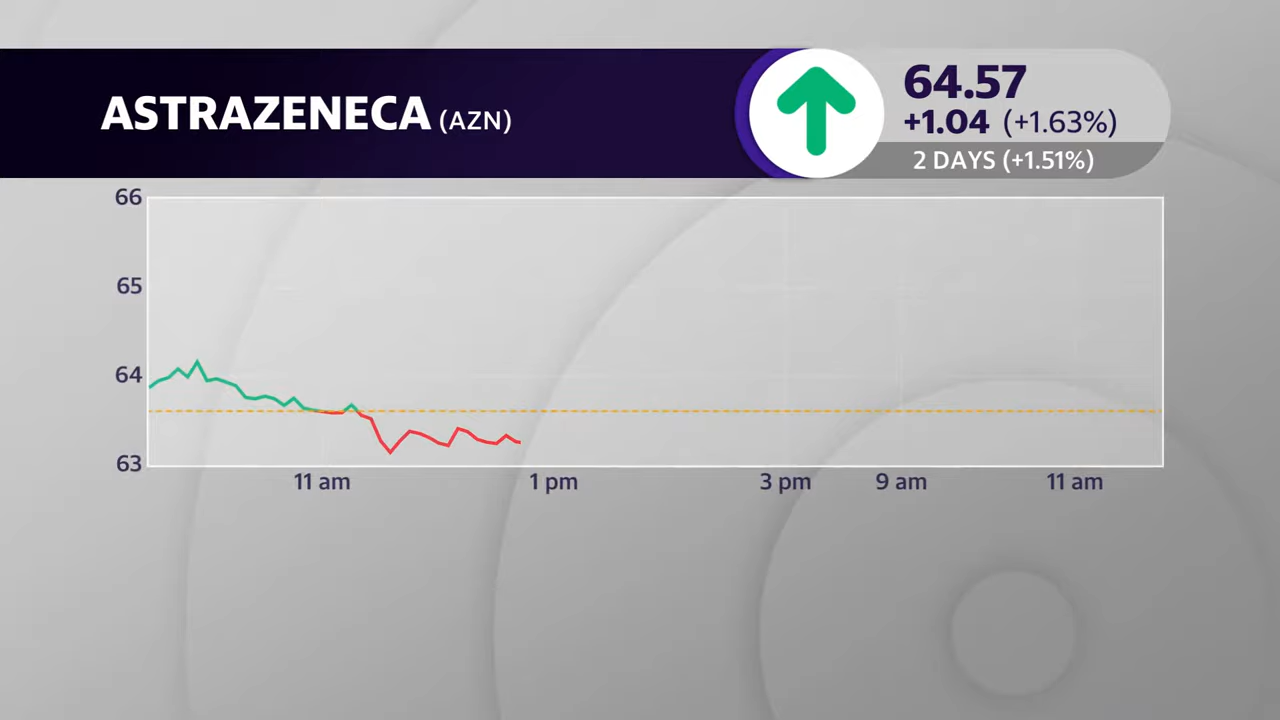 ASTRAZENECA (AZN)
64.57
+1.04 (+1.63%)
2 DAYS (+1.51%)
66
65
64
63
11 am 1 pm 3 pm 9 am 11 am